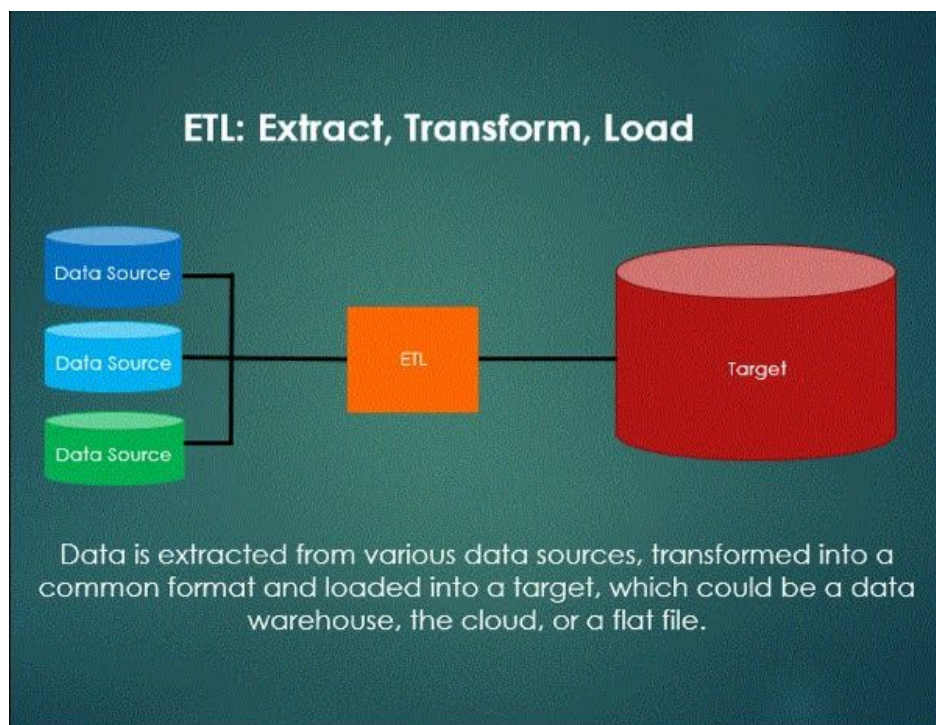 ETL: Extract, Transform, Load
Data Source
Data Source
Data Source
ETL
Target
Data is extracted from various data sources, transformed into a
common format and loaded into a target, which could be a data
warehouse, the cloud, or a flat file.